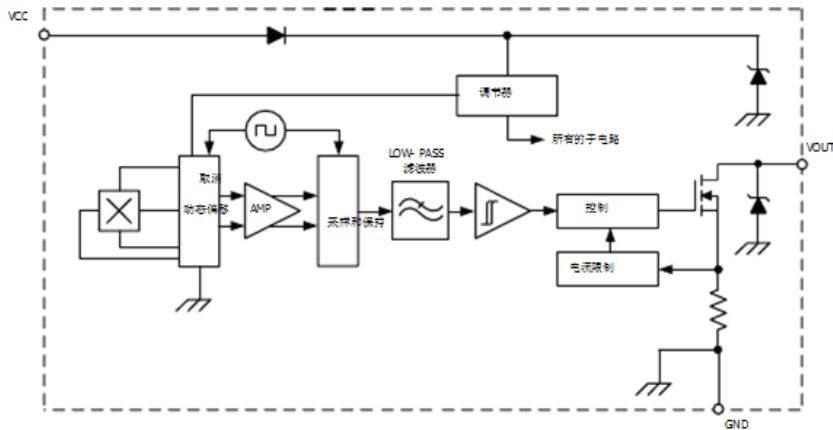 VCC
调节器
所有的子电路
VOUT
LOW- PASS
滤波器
取消
动态偏移
AMP
采样和保持
控制
电流限制
GND